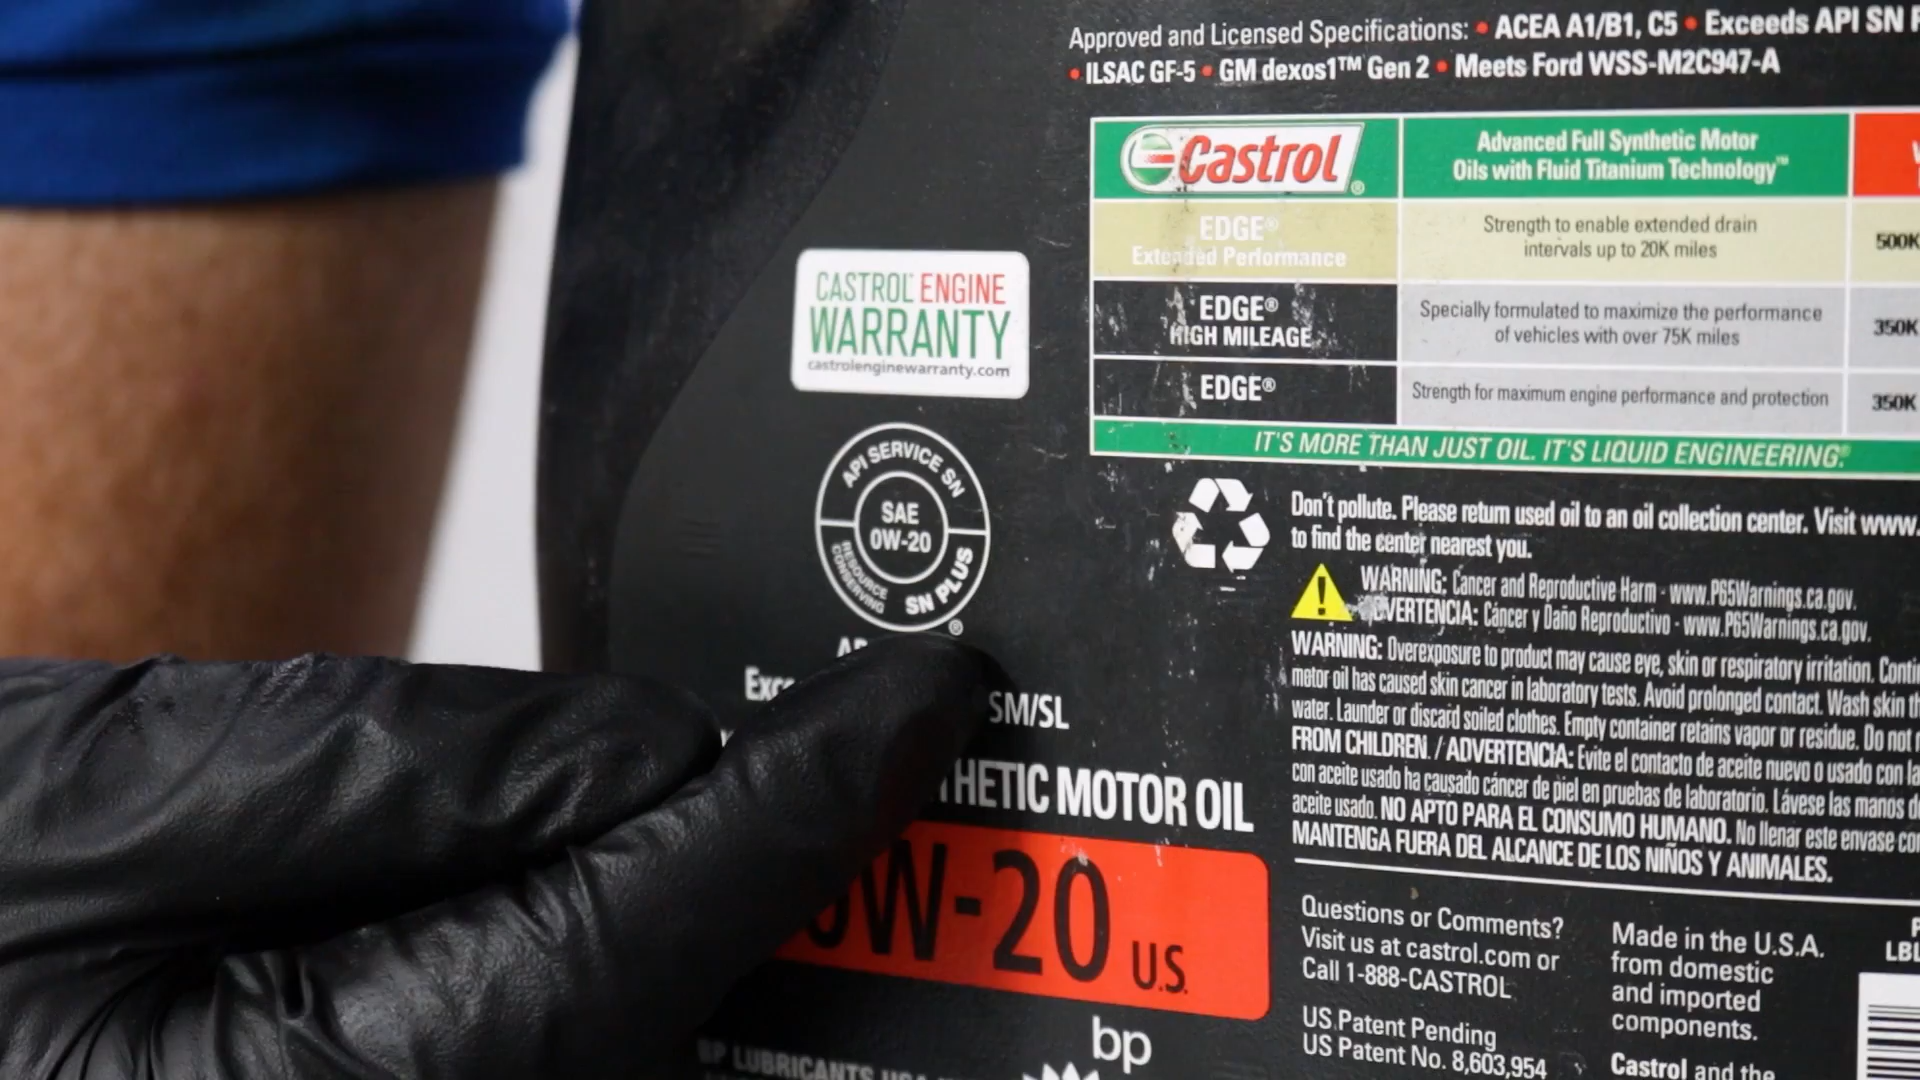 Approved and Licensed Specifications: • ACEA A1/B1, C5 • Exceeds API SN
• ILSAC GF-5 • GM dexos1™ Gen 2 • Meets Ford WSS-M2C947-A
Castrol®
Advanced Full Synthetic Motor
Oils with Fluid Titanium Technology™
EDGE®
Extended Performance
Strength to enable extended drain
intervals up to 20K miles
500K
EDGE®
HIGH MILEAGE
Specially formulated to maximize the performance
of vehicles with over 75K miles
350K
EDGE®
Strength for maximum engine performance and protection
350K
IT'S MORE THAN JUST OIL. IT'S LIQUID ENGINEERING.®
CASTROL® ENGINE
WARRANTY
castrolenginewarranty.com
API SERVICE SN
SAE
0W-20
RESOURCE
CONSERVING
SN PLUS
®
SM/SL
THETIC MOTOR OIL
0W-20 U.S.
bp
BP LUBRICANTS USA
Don't pollute. Please return used oil to an oil collection center. Visit www.
to find the center nearest you.
WARNING: Cancer and Reproductive Harm - www.P65Warnings.ca.gov.
ADVERTENCIA: Cáncer y Daño Reproductivo - www.P65Warnings.ca.gov.
WARNING: Overexposure to product may cause eye, skin or respiratory irritation.
motor oil has caused skin cancer in laboratory tests. Avoid prolonged contact. Wash skin
water. Launder or discard soiled clothes. Empty container retains vapor or residue. Do not
FROM CHILDREN. / ADVERTENCIA: Evite el contacto de aceite nuevo o usado con la
con aceite usado ha causado cáncer de piel en pruebas de laboratorio. Lávese las manos
aceite usado. NO APTO PARA EL CONSUMO HUMANO. No llenar este envase
MANTENGA FUERA DEL ALCANCE DE LOS NIÑOS Y ANIMALES.
Questions or Comments?
Visit us at castrol.com or
Call 1-888-CASTROL
US Patent Pending
US Patent No. 8,603,954
Made in the U.S.A.
from domestic
and imported
components.
Castrol and the